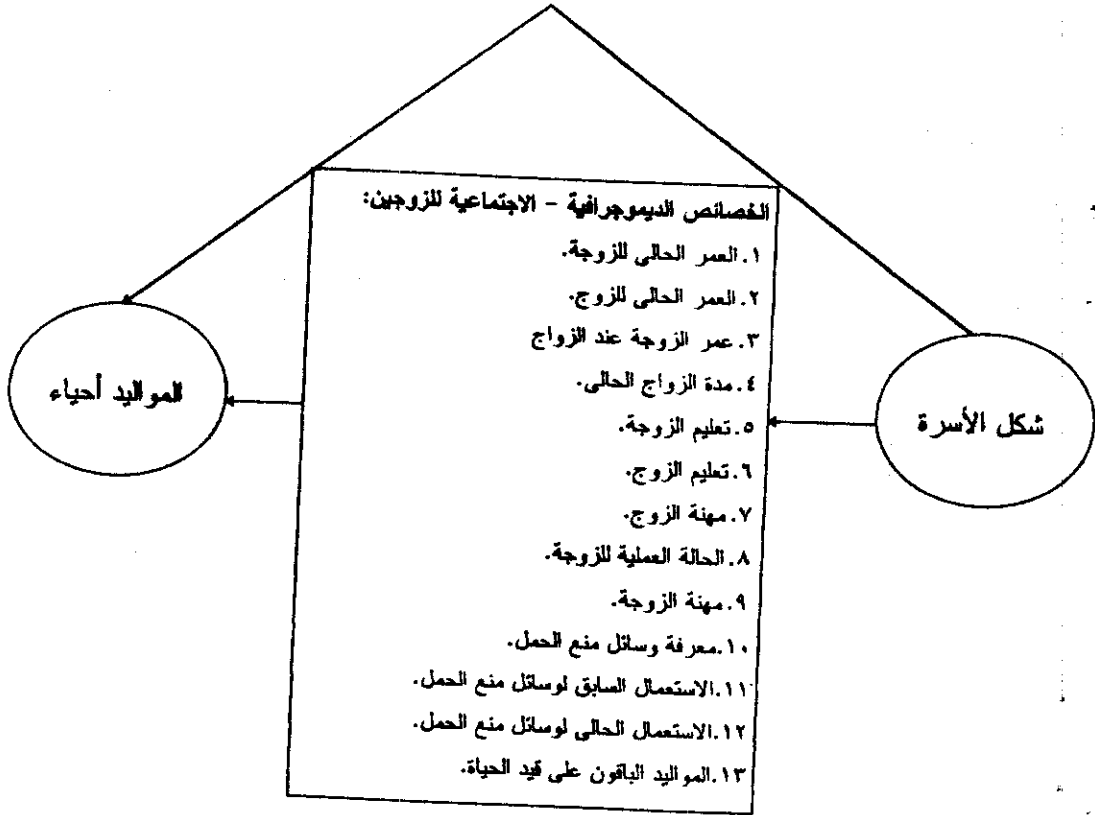 الخصائص الديموجرافية - الاجتماعية للزوجين:
١. العمر الحالى للزوجة.
٢. العمر الحالى للزوج.
٣. عمر الزوجة عند الزواج
٤. مدة الزواج الحالى.
٥. تعليم الزوجة.
٦. تعليم الزوج.
٧. مهنة الزوج.
٨. الحالة العملية للزوجة.
٩. مهنة الزوجة.
١٠. معرفة وسائل منع الحمل.
١١. الاستعمال السابق لوسائل منع الحمل.
١٢. الاستعمال الحالى لوسائل منع الحمل.
١٣. المواليد الباقون على قيد الحياة.
شكل الأسرة
المواليد أحياء